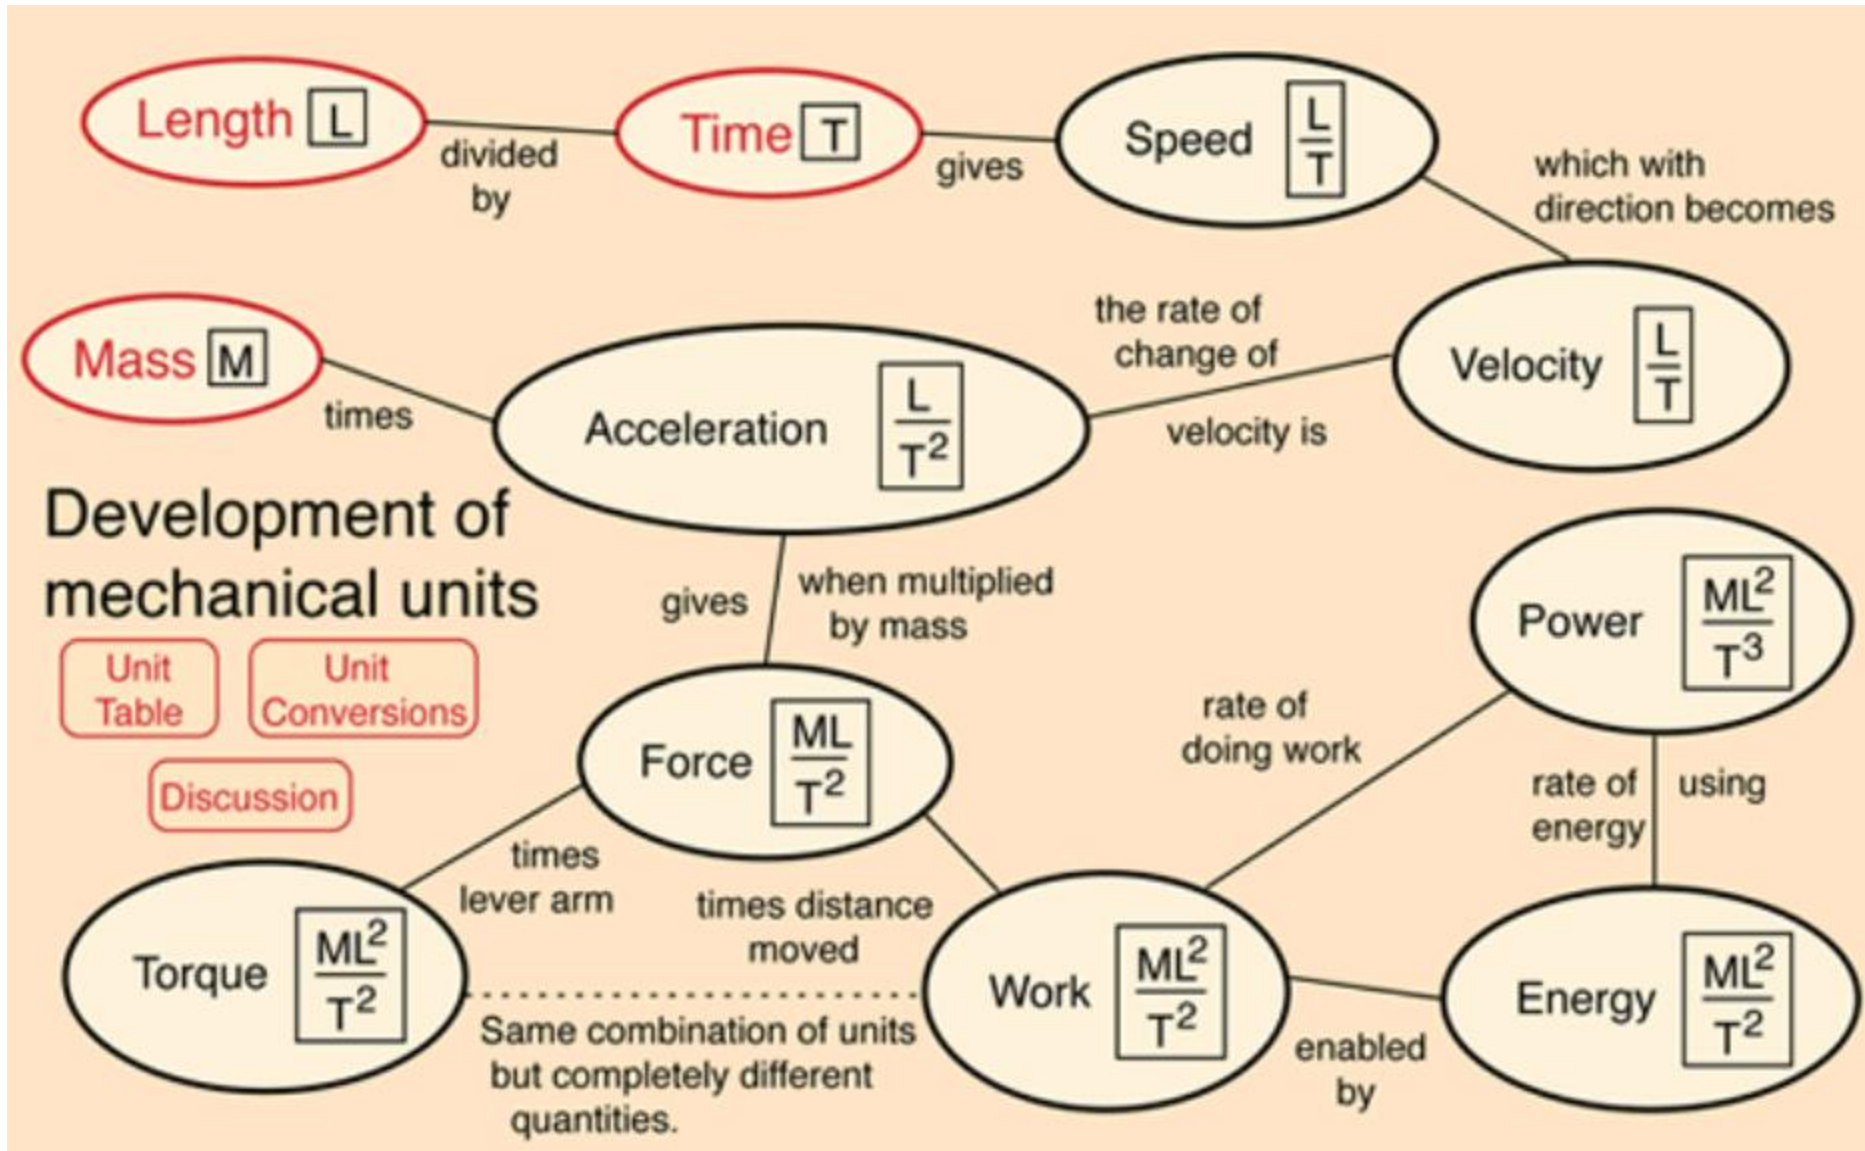 Length L
divided
by
Time T
gives
Speed L
T
which with
direction becomes
Mass M
times
Acceleration L
T²
the rate of
change of
velocity is
Velocity L
T
Development of
mechanical units
Unit
Table
Unit
Conversions
Discussion
gives
when multiplied
by mass
Force ML
T²
Power ML²
T³
rate of
doing work
rate of
energy
using
times
lever arm
times distance
moved
Torque ML²
T²
Same combination of units
but completely different
quantities.
Work ML²
T²
enabled
by
Energy ML²
T²